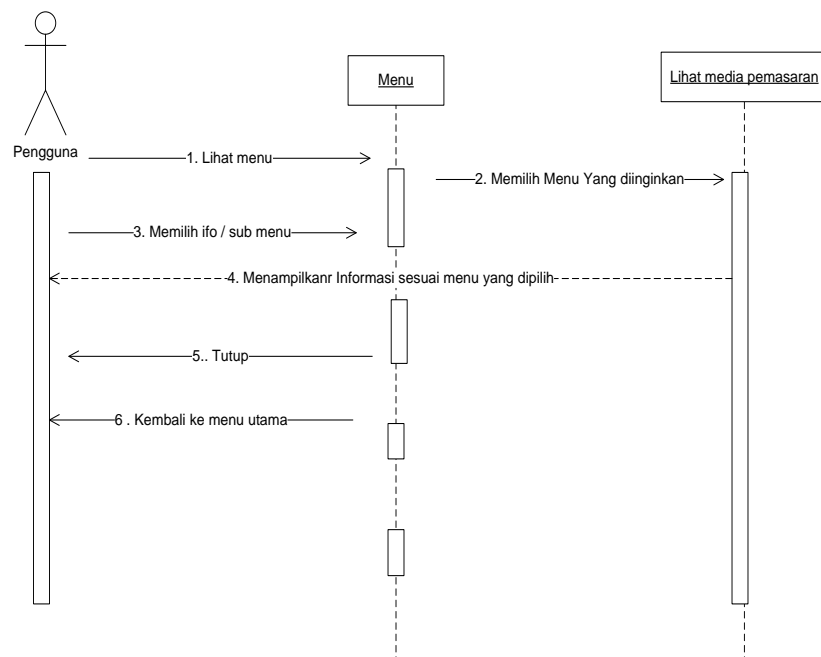 Menu
Lihat media pemasaran
Pengguna
1. Lihat menu
2. Memilih Menu Yang diinginkan
3. Memilih ifo / sub menu
4. Menampilkanr Informasi sesuai menu yang dipilih
5.. Tutup
6 . Kembali ke menu utama